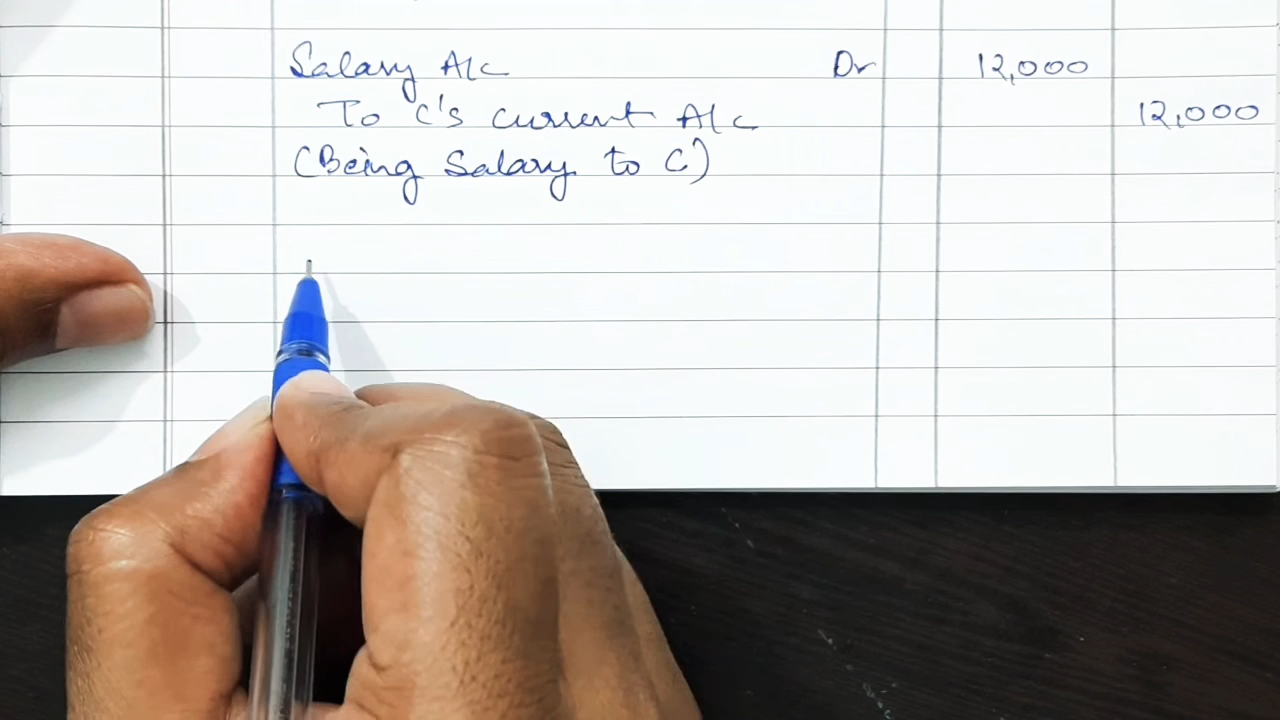 Salary A/c Dr 12,000
To C's current A/c 12,000
(Being Salary to C)